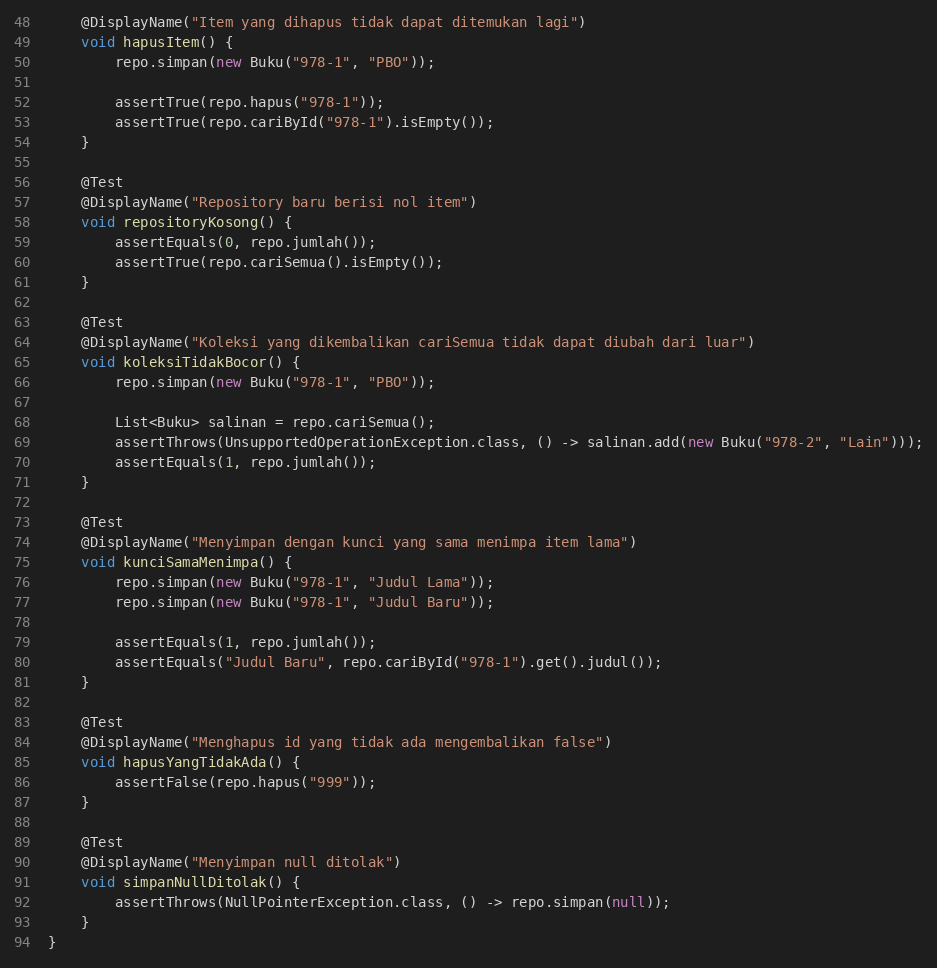 48 @DisplayName("Item yang dihapus tidak dapat ditemukan lagi")
49 void hapusItem() {
50 repo.simpan(new Buku("978-1", "PBO"));
51
52 assertTrue(repo.hapus("978-1"));
53 assertTrue(repo.cariById("978-1").isEmpty());
54 }
55
56 @Test
57 @DisplayName("Repository baru berisi nol item")
58 void repositoryKosong() {
59 assertEquals(0, repo.jumlah());
60 assertTrue(repo.cariSemua().isEmpty());
61 }
62
63 @Test
64 @DisplayName("Koleksi yang dikembalikan cariSemua tidak dapat diubah dari luar")
65 void koleksiTidakBocor() {
66 repo.simpan(new Buku("978-1", "PBO"));
67
68 List<Buku> salinan = repo.cariSemua();
69 assertThrows(UnsupportedOperationException.class, () -> salinan.add(new Buku("978-2", "Lain")));
70 assertEquals(1, repo.jumlah());
71 }
72
73 @Test
74 @DisplayName("Menyimpan dengan kunci yang sama menimpa item lama")
75 void kunciSamaMenimpa() {
76 repo.simpan(new Buku("978-1", "Judul Lama"));
77 repo.simpan(new Buku("978-1", "Judul Baru"));
78
79 assertEquals(1, repo.jumlah());
80 assertEquals("Judul Baru", repo.cariById("978-1").get().judul());
81 }
82
83 @Test
84 @DisplayName("Menghapus id yang tidak ada mengembalikan false")
85 void hapusYangTidakAda() {
86 assertFalse(repo.hapus("999"));
87 }
88
89 @Test
90 @DisplayName("Menyimpan null ditolak")
91 void simpanNullDitolak() {
92 assertThrows(NullPointerException.class, () -> repo.simpan(null));
93 }
94 }